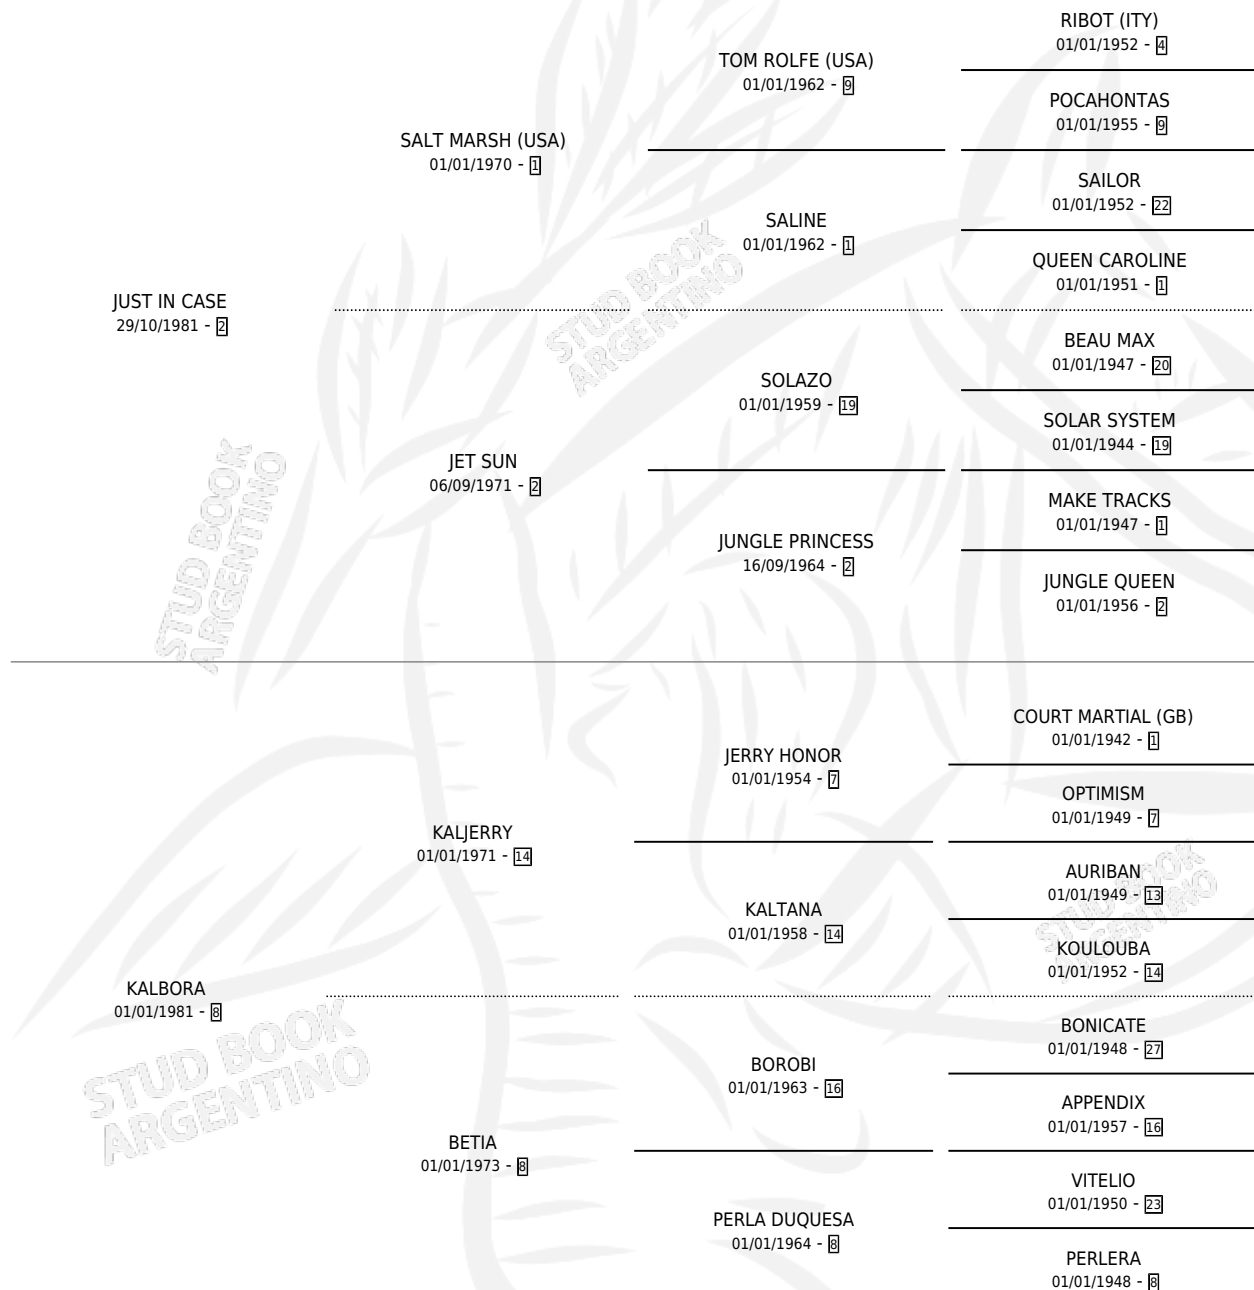 RIBOT (ITY)
01/01/1952 - 4
TOM ROLFE (USA)
01/01/1962 - 9
POCAHONTAS
01/01/1955 - 9
SALT MARSH (USA)
01/01/1970 - 1
SAILOR
01/01/1952 - 22
SALINE
01/01/1962 - 1
QUEEN CAROLINE
01/01/1951 - 1
JUST IN CASE
29/10/1981 - 2
BEAU MAX
01/01/1947 - 20
SOLAZO
01/01/1959 - 19
SOLAR SYSTEM
01/01/1944 - 19
JET SUN
06/09/1971 - 2
MAKE TRACKS
01/01/1947 - 1
JUNGLE PRINCESS
16/09/1964 - 2
JUNGLE QUEEN
01/01/1956 - 2
COURT MARTIAL (GB)
01/01/1942 - 1
JERRY HONOR
01/01/1954 - 7
OPTIMISM
01/01/1949 - 7
KALJERRY
01/01/1971 - 14
AURIBAN
01/01/1949 - 13
KALTANA
01/01/1958 - 14
KOULOUBA
01/01/1952 - 14
KALBORA
01/01/1981 - 8
BONICATE
01/01/1948 - 27
BOROBI
01/01/1963 - 16
APPENDIX
01/01/1957 - 16
BETIA
01/01/1973 - 8
VITELIO
01/01/1950 - 23
PERLA DUQUESA
01/01/1964 - 8
PERLERA
01/01/1948 - 8
STUD BOOK
ARGENTINO
STUD BOOK
ARGENTINO
STUD BOOK
ARGENTINO
STUD BOOK
ARGENTINO